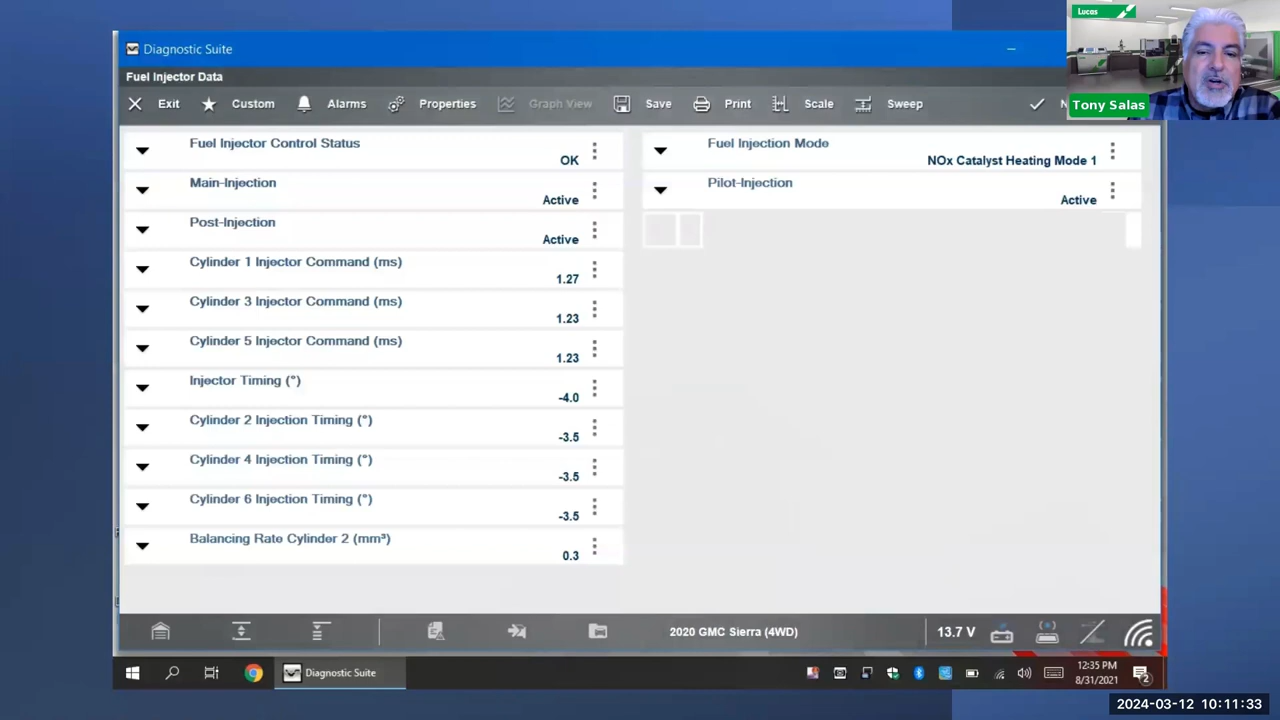 Lucas
Tony Salas
Diagnostic Suite
Fuel Injector Data
Exit Custom Alarms Properties Graph View Save Print Scale Sweep
Fuel Injector Control Status
OK
Main-Injection
Active
Post-Injection
Active
Cylinder 1 Injector Command (ms)
1.27
Cylinder 3 Injector Command (ms)
1.23
Cylinder 5 Injector Command (ms)
1.23
Injector Timing (°)
-4.0
Cylinder 2 Injection Timing (°)
-3.5
Cylinder 4 Injection Timing (°)
-3.5
Cylinder 6 Injection Timing (°)
-3.5
Balancing Rate Cylinder 2 (mm³)
0.3
Fuel Injection Mode
NOx Catalyst Heating Mode 1
Pilot-Injection
Active
2020 GMC Sierra (4WD)
13.7 V
Diagnostic Suite
12:35 PM
8/31/2021
2
2024-03-12 10:11:33